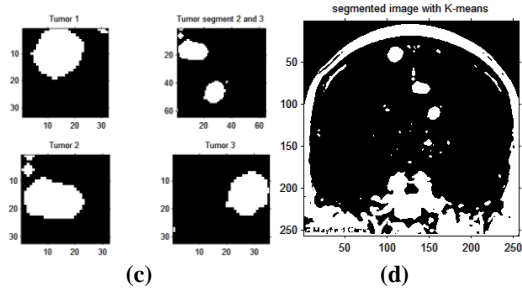 Tumor 1
10
20
30
10 20 30
Tumor segment 2 and 3
20
40
60
20 40 60
Tumor 2
10
20
30
10 20 30
Tumor 3
10
20
30
10 20 30
(c)
segmented image with K-means
50
100
150
200
250
50 100 150 200 250
© Mayfield Clinic
(d)